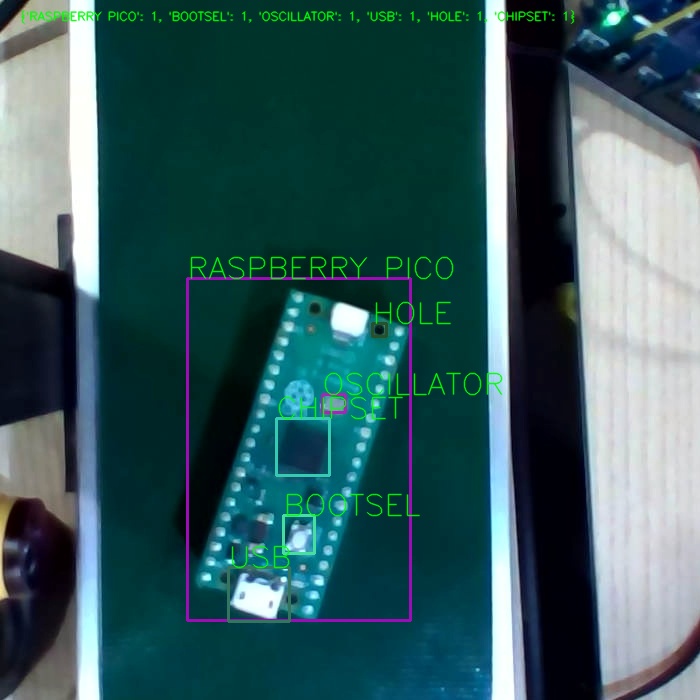 {'RASPBERRY PICO': 1, 'BOOTSEL': 1, 'OSCILLATOR': 1, 'USB': 1, 'HOLE': 1, 'CHIPSET': 1}
RASPBERRY PICO
HOLE
OSCILLATOR
CHIPSET
BOOTSEL
USB